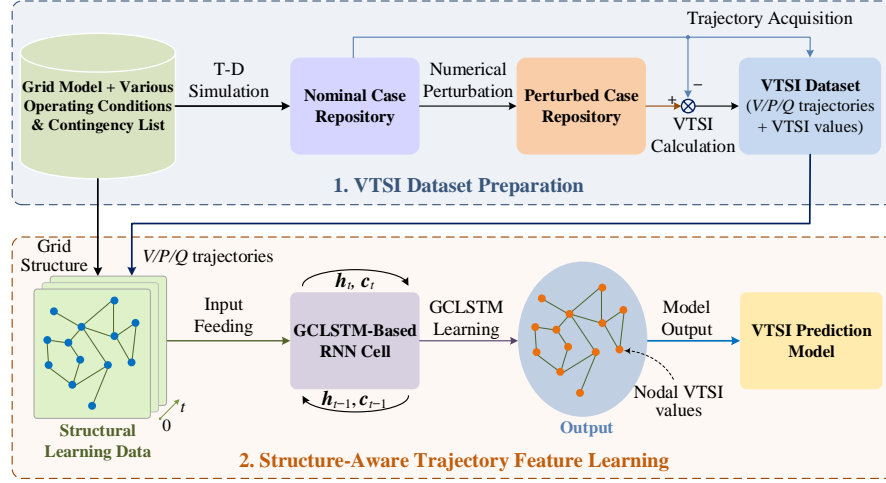 Trajectory Acquisition
Grid Model + Various
Operating Conditions
& Contingency List
T-D
Simulation
Nominal Case
Repository
Numerical
Perturbation
Perturbed Case
Repository
+
−
VTSI
Calculation
VTSI Dataset
(V/P/Q trajectories
+ VTSI values)
1. VTSI Dataset Preparation
Grid
Structure
V/P/Q trajectories
Input
Feeding
h_t, c_t
GCLSTM-Based
RNN Cell
h_{t−1}, c_{t−1}
GCLSTM
Learning
Model
Output
VTSI Prediction
Model
Nodal VTSI
values
t
0
Structural
Learning Data
Output
2. Structure-Aware Trajectory Feature Learning